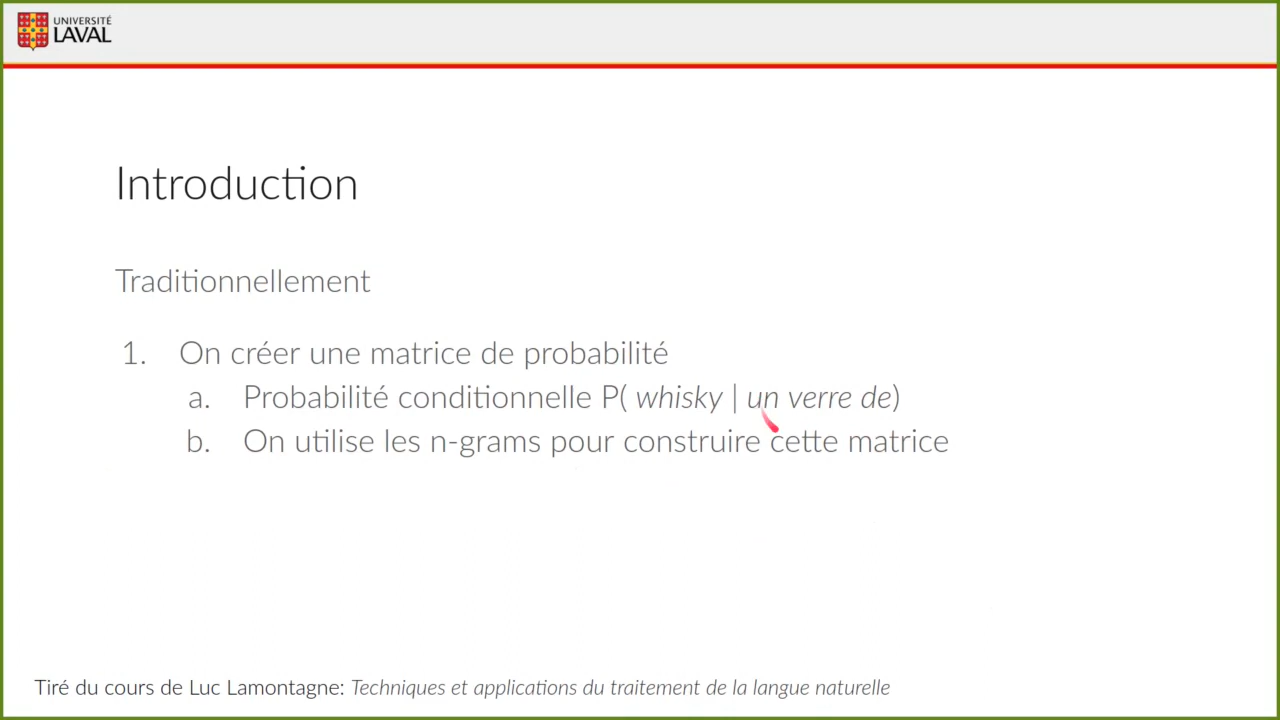 UNIVERSITÉ
LAVAL
Introduction
Traditionnellement
1. On créer une matrice de probabilité
a. Probabilité conditionnelle P( whisky | un verre de)
b. On utilise les n-grams pour construire cette matrice
Tiré du cours de Luc Lamontagne: Techniques et applications du traitement de la langue naturelle